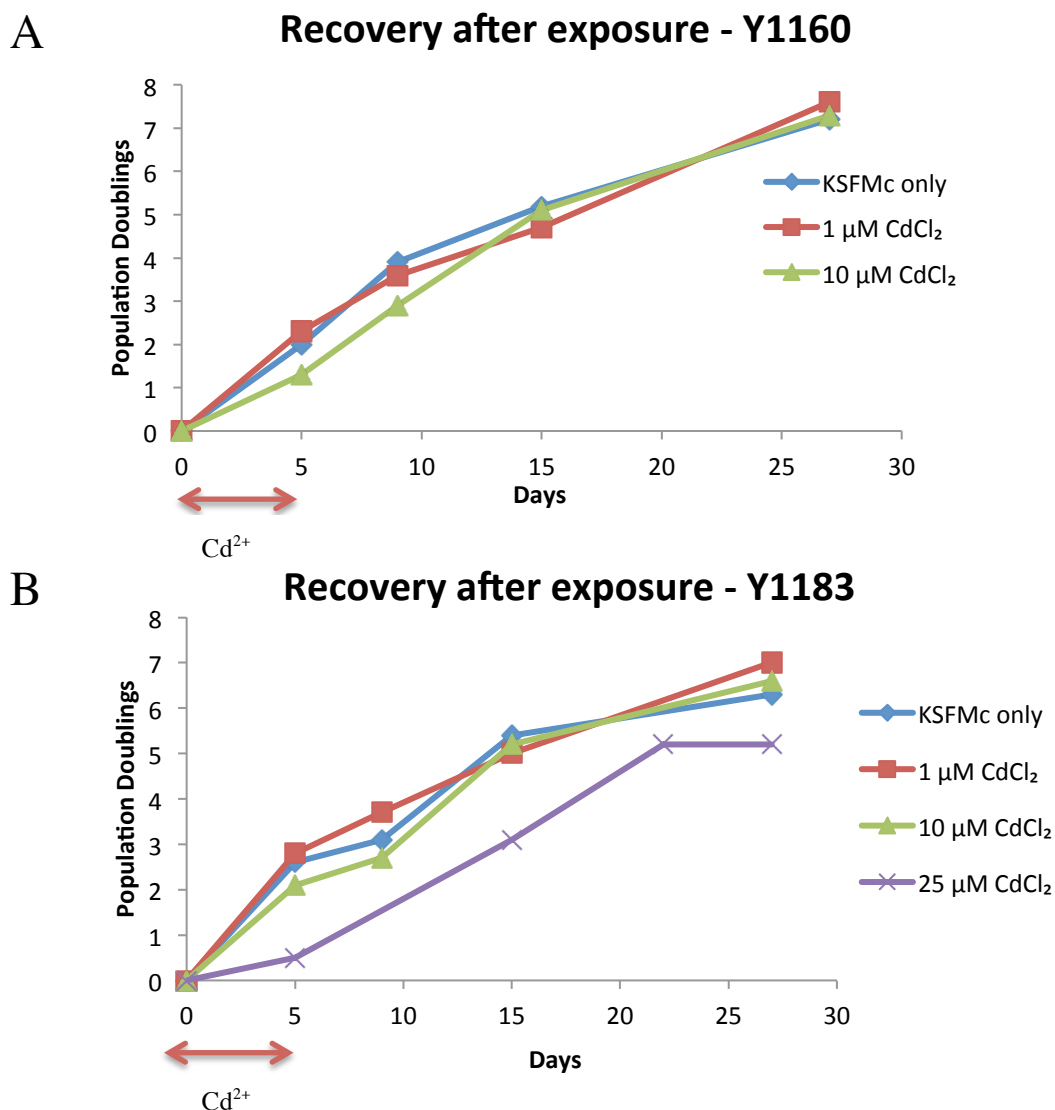 A
Recovery after exposure - Y1160
Population Doublings
8
7
6
5
4
3
2
1
0
0 5 10 15 20 25 30
Days
KSFMc only
1 µM CdCl₂
10 µM CdCl₂
Cd²⁺
B
Recovery after exposure - Y1183
Population Doublings
8
7
6
5
4
3
2
1
0
0 5 10 15 20 25 30
Days
KSFMc only
1 µM CdCl₂
10 µM CdCl₂
25 µM CdCl₂
Cd²⁺